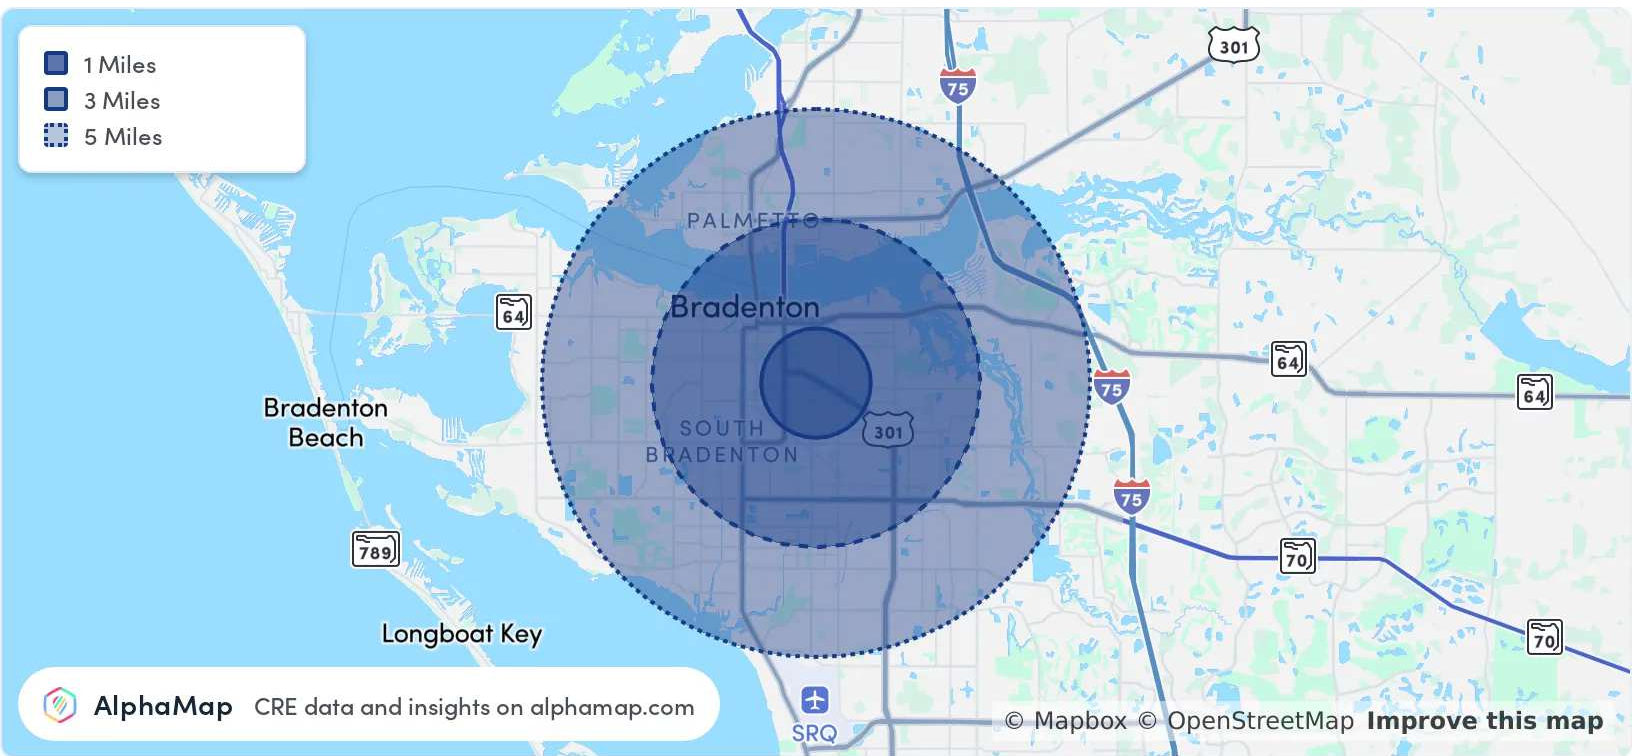 1 Miles
3 Miles
5 Miles
301
75
PALMETTO
Bradenton
64
64
75
64
Bradenton
Beach
SOUTH
BRADENTON
301
75
789
70
Longboat Key
70
AlphaMap CRE data and insights on alphamap.com
SRQ
© Mapbox © OpenStreetMap Improve this map